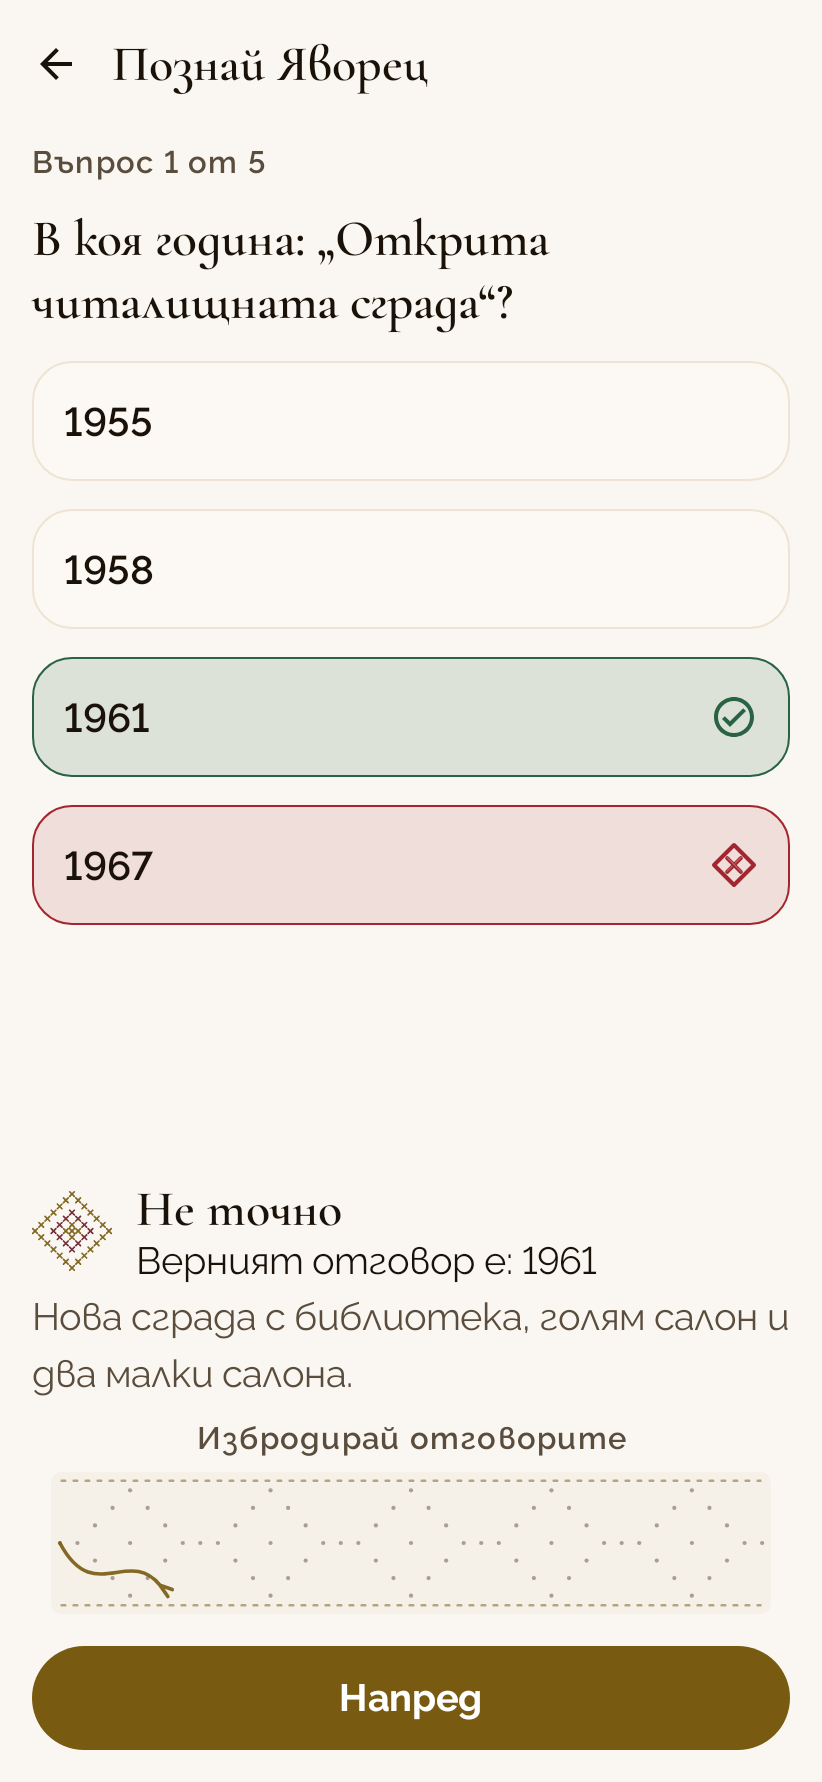 Познай Яворец
Въпрос 1 от 5
В коя година: „Открита
читалищната сграда“?
1955
1958
1961
1967
Не точно
Верният отговор е: 1961
Нова сграда с библиотека, голям салон и
два малки салона.
Избродирай отговорите
Напред